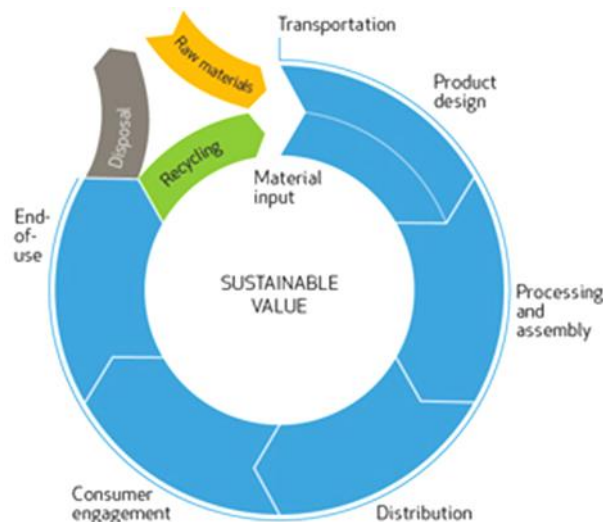 Transportation
Raw materials
Product
design
Disposal
Recycling
Material
input
End-
of-
use
SUSTAINABLE
VALUE
Processing
and
assembly
Consumer
engagement
Distribution